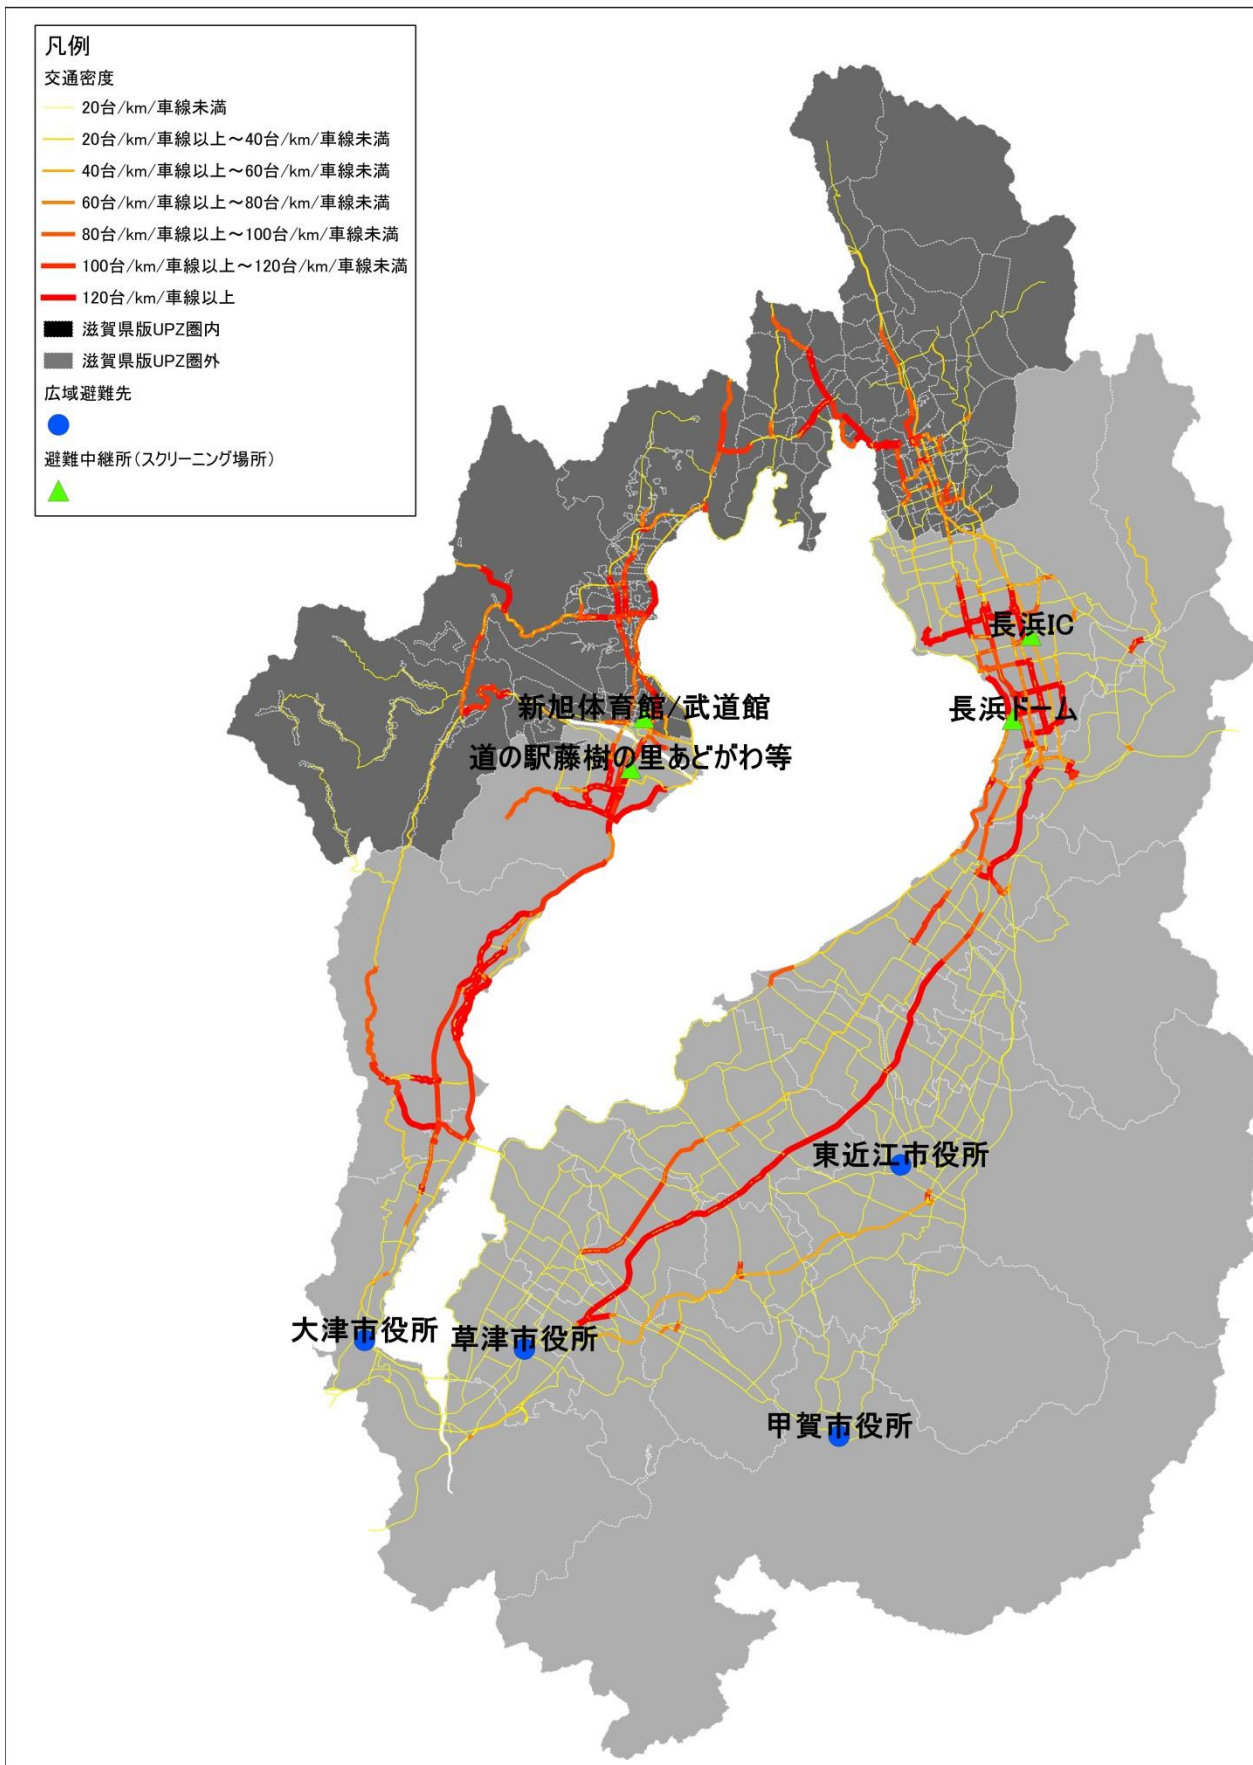 凡例
交通密度
20台/km/車線未満
20台/km/車線以上～40台/km/車線未満
40台/km/車線以上～60台/km/車線未満
60台/km/車線以上～80台/km/車線未満
80台/km/車線以上～100台/km/車線未満
100台/km/車線以上～120台/km/車線未満
120台/km/車線以上
滋賀県版UPZ圏内
滋賀県版UPZ圏外
広域避難先
避難中継所(スクリーニング場所)
長浜IC
新旭体育館/武道館
長浜ドーム
道の駅藤樹の里あどがわ等
東近江市役所
大津市役所
草津市役所
甲賀市役所